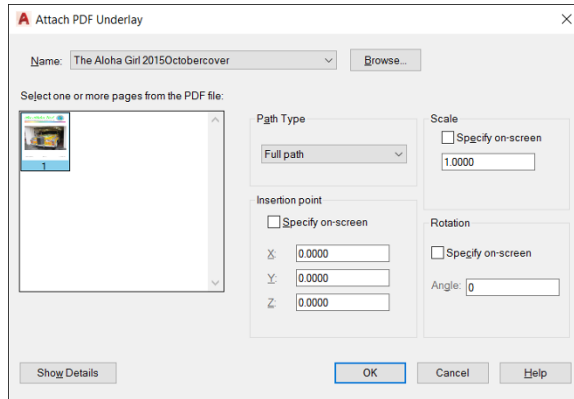 Attach PDF Underlay
Name: The Aloha Girl 2015Octobercover Browse...
Select one or more pages from the PDF file:
1
Path Type
Full path
Insertion point
Specify on-screen
X: 0.0000
Y: 0.0000
Z: 0.0000
Scale
Specify on-screen
1.0000
Rotation
Specify on-screen
Angle: 0
Show Details OK Cancel Help